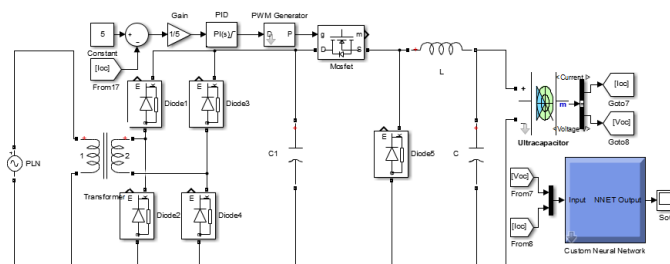 Gain
PID
PWM Generator
5
1/5
PI(s)
D
P
g
m
D
S
Constant
Mosfet
[Ioc]
From17
L
+
<Current>
m
[Ioc]
Goto7
[Voc]
Goto8
<Voltage
Ultracapacitor
Diode1
Diode3
PLN
1
2
Transformer
C1
Diode5
C
Diode2
Diode4
[Voc]
From7
[Ioc]
From8
Input
NNET Output
Custom Neural Network